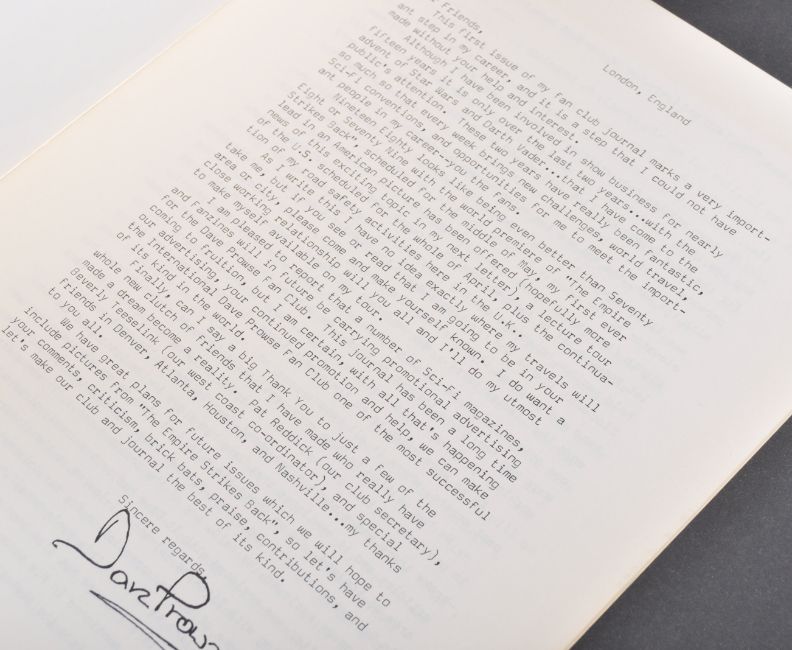 London, England
Friends,
This first issue of my fan club journal marks a very import-
ant step in my career, and it is a step that I could not have
made without your help and interest.
Although I have been involved in show business for nearly
fifteen years it is only over the last two years...with the
advent of Star Wars and Darth Vader...that I have come to the
public's attention. These two years have really been fantastic,
so much so that every week brings new challenges, world travel,
Sci-fi conventions, and opportunities for me to meet the import-
ant people in my career--you the fans.
Nineteen Eighty looks like being even better than Seventy
Eight or Seventy Nine with the world premiere of "The Empire
Strikes Back", scheduled for the middle of May, my first ever
lead in an American picture has been offered (hopefully more
news of this exciting topic in my next letter), a lecture tour
of the U.S. scheduled for the whole of April, plus the continua-
tion of my road safety activities here in the U.K.
As I write this I have no idea exactly where my travels will
take me, but if you see or read that I am going to be in your
area or city, please come and make yourself known. I do want a
close working relationship will you all and I'll do my utmost
to make myself available on my tour.
I am pleased to report that a number of Sci-fi magazines,
and Fanzines will in future be carrying promotional advertising
for the Dave Prowse Fan Club. This Journal has been a long time
coming to fruition, but I am certain, with all that's happening
our advertising, your continued promotion and help, we can make
the International Dave Prowse Fan Club one of the most successful
of its kind in the world.
Finally, can I say a big Thank You to just a few of the
whole new clutch of friends that I have made who really have
made a dream become a reality. Pat Reddick (our club secretary),
Beverly Teeselink (our west coast co-ordinator), and special
friends in Denver, Atlanta, Houston, and Nashville...my thanks
to you all.
We have great plans for future issues which we will hope to
include pictures from "The Empire Strikes Back", so let's have
your comments, criticism, brick bats, praise, contributions, and
let's make our club and journal the best of its kind.
Sincere regards,
Dave Prowse